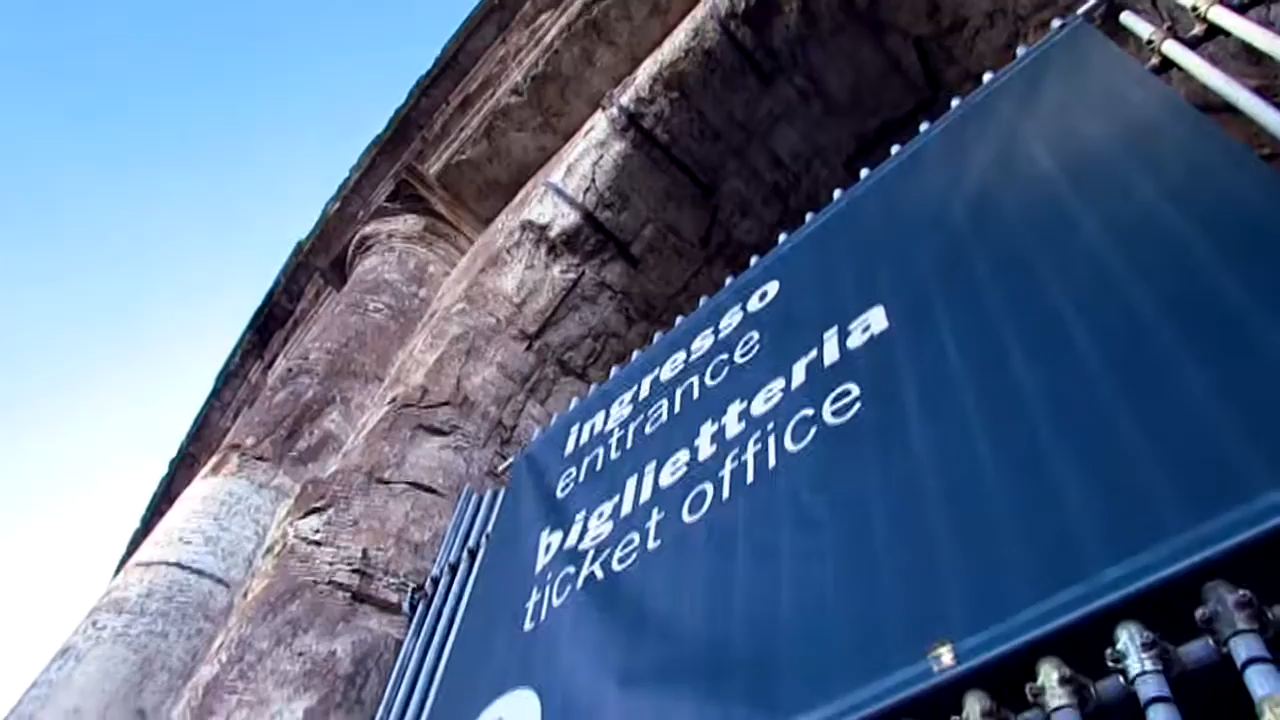 ingresso
entrance
biglietteria
ticket office